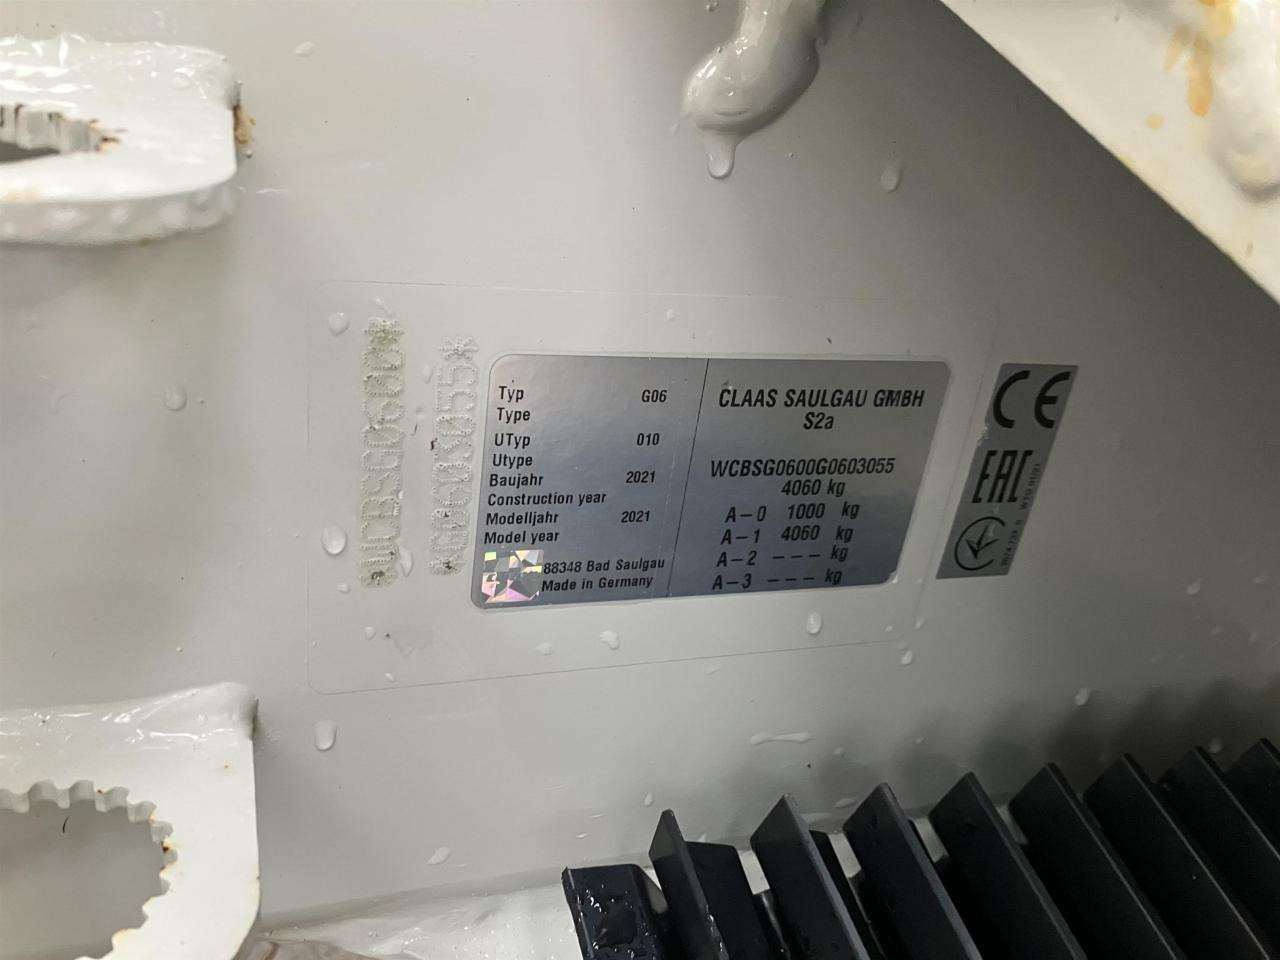 Typ G06
Type
UTyp 010
Utype
Baujahr 2021
Construction year
Modelljahr 2021
Model year
88348 Bad Saulgau
Made in Germany
CLAAS SAULGAU GMBH
S2a
WCBSG0600G0603055
4060 kg
A-0 1000 kg
A-1 4060 kg
A-2 --- kg
A-3 --- kg
CE
EAC